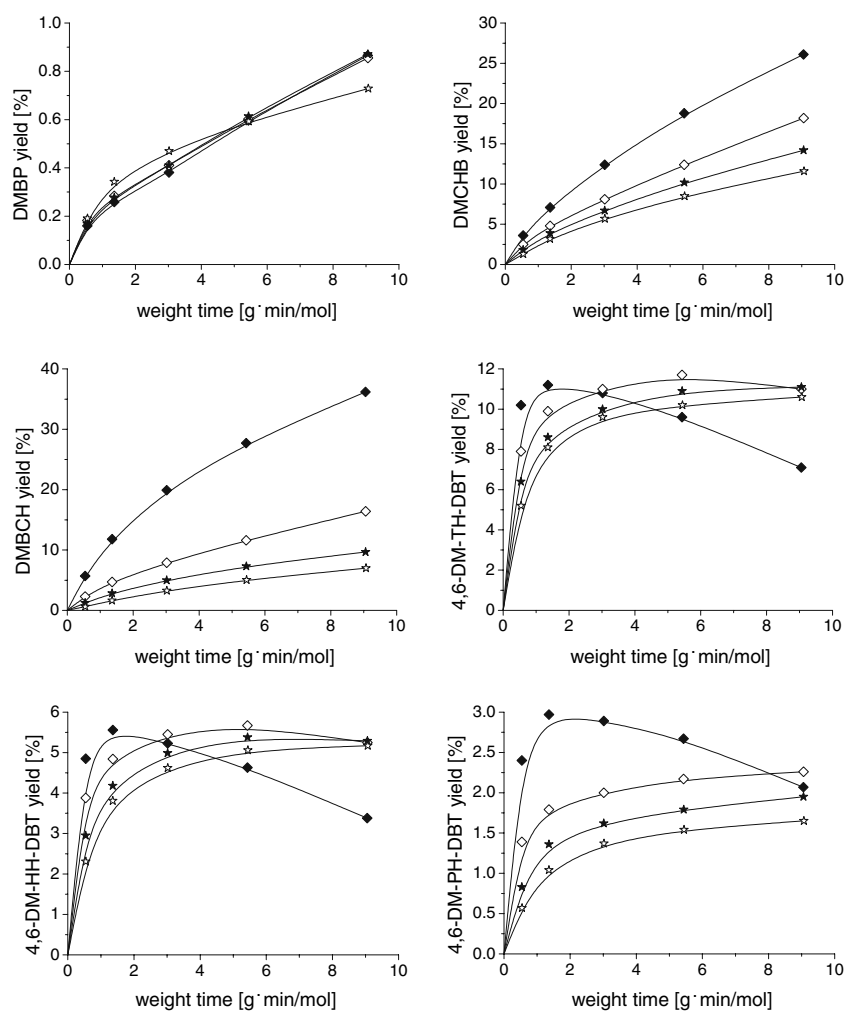 DMBP yield [%]
1.0
0.8
0.6
0.4
0.2
0.0
0 2 4 6 8 10
weight time [g·min/mol]
DMCHB yield [%]
30
25
20
15
10
5
0
0 2 4 6 8 10
weight time [g·min/mol]
DMBCH yield [%]
40
30
20
10
0
0 2 4 6 8 10
weight time [g·min/mol]
4,6-DM-TH-DBT yield [%]
12
10
8
6
4
2
0
0 2 4 6 8 10
weight time [g·min/mol]
4,6-DM-HH-DBT yield [%]
6
5
4
3
2
1
0
0 2 4 6 8 10
weight time [g·min/mol]
4,6-DM-PH-DBT yield [%]
3.0
2.5
2.0
1.5
1.0
0.5
0.0
0 2 4 6 8 10
weight time [g·min/mol]